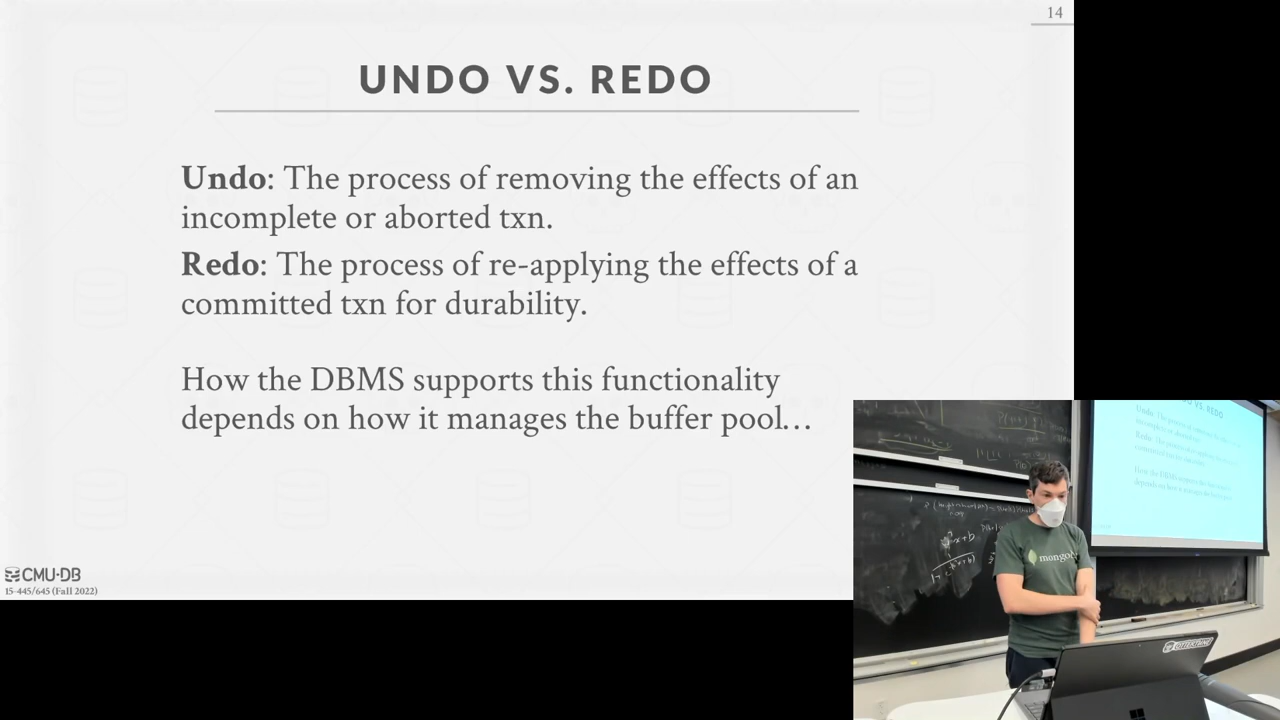 14
UNDO VS. REDO
Undo: The process of removing the effects of an
incomplete or aborted txn.
Redo: The process of re-applying the effects of a
committed txn for durability.
How the DBMS supports this functionality
depends on how it manages the buffer pool…
CMU·DB
15-445/645 (Fall 2022)